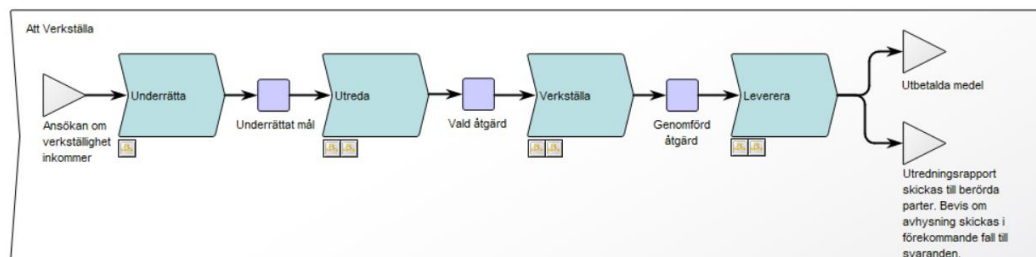 Att Verkställa
Ansökan om
verkställighet
inkommer
Underrätta
Underrättat mål
Utreda
Vald åtgärd
Verkställa
Genomförd
åtgärd
Leverera
Utbetalda medel
Utredningsrapport
skickas till berörda
parter. Bevis om
avhysning skickas i
förekommande fall till
svaranden.